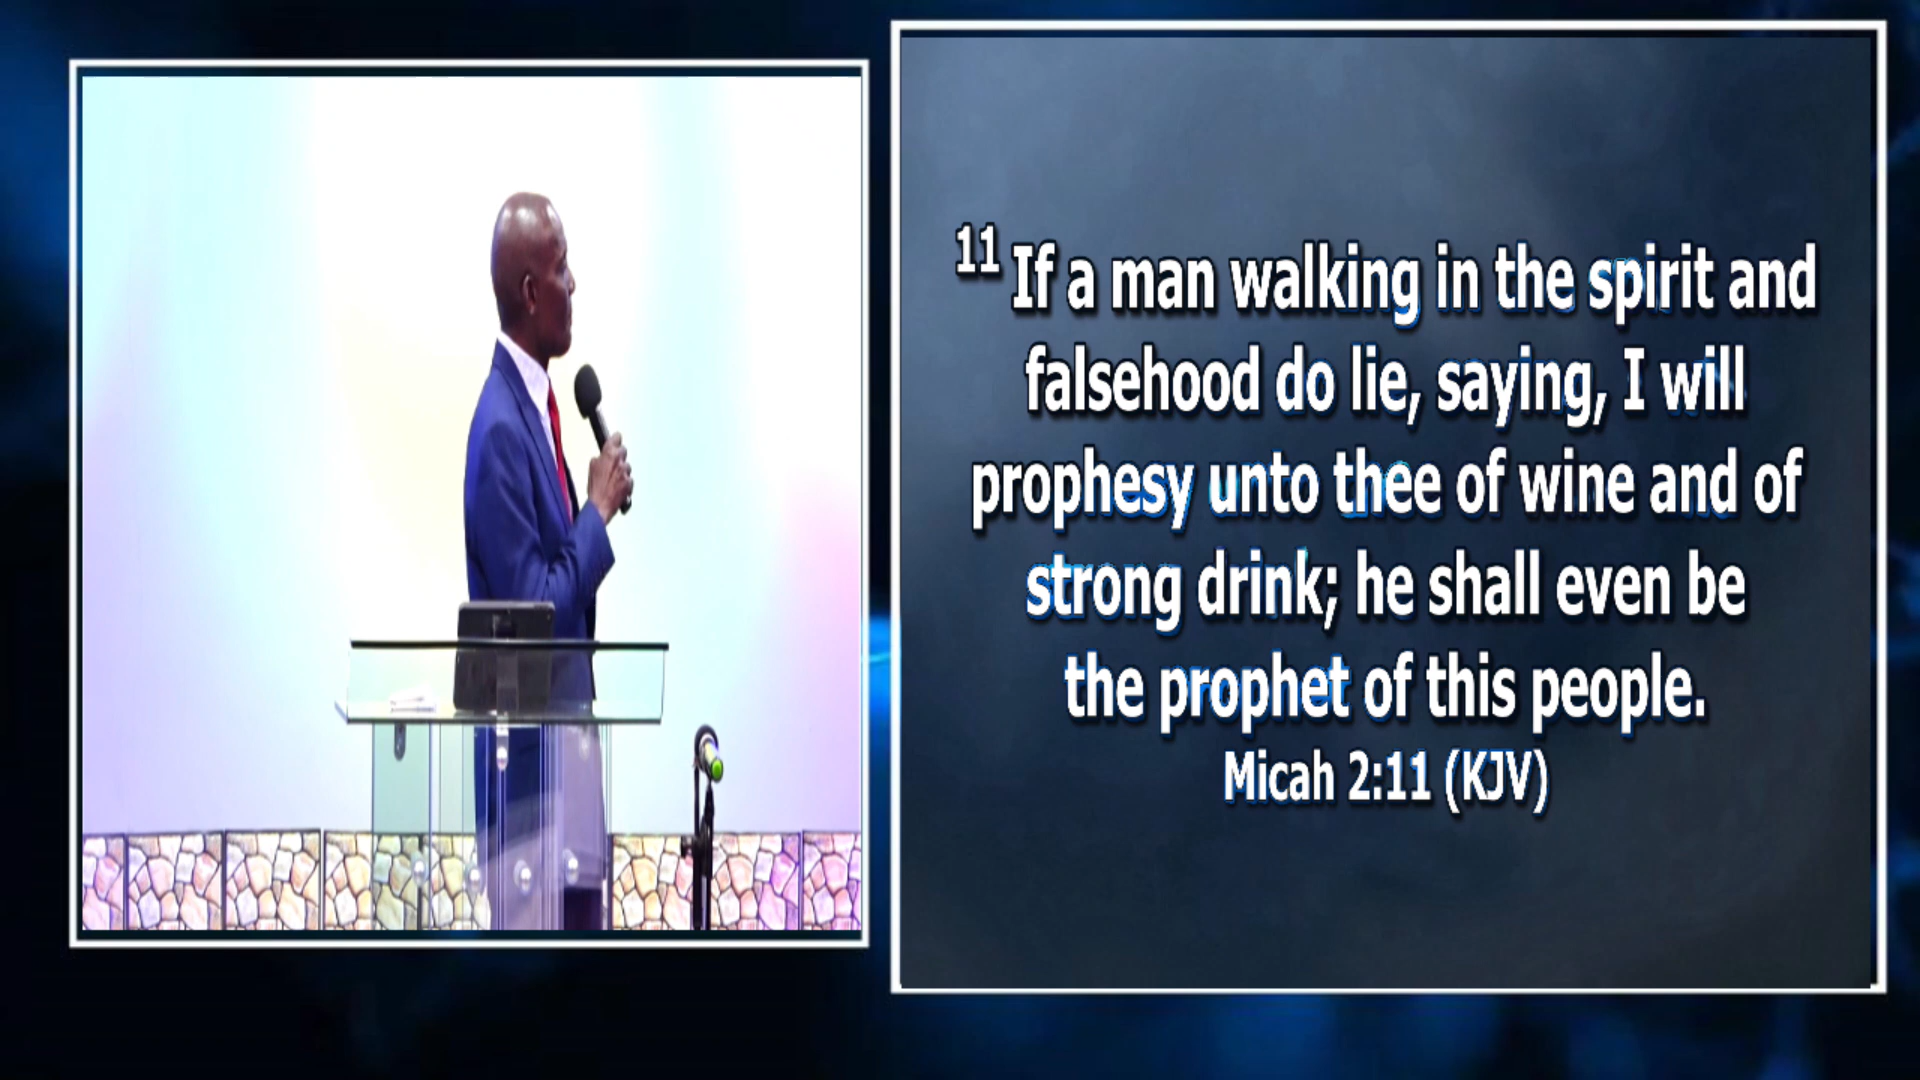 11 If a man walking in the spirit and
falsehood do lie, saying, I will
prophesy unto thee of wine and of
strong drink; he shall even be
the prophet of this people.
Micah 2:11 (KJV)